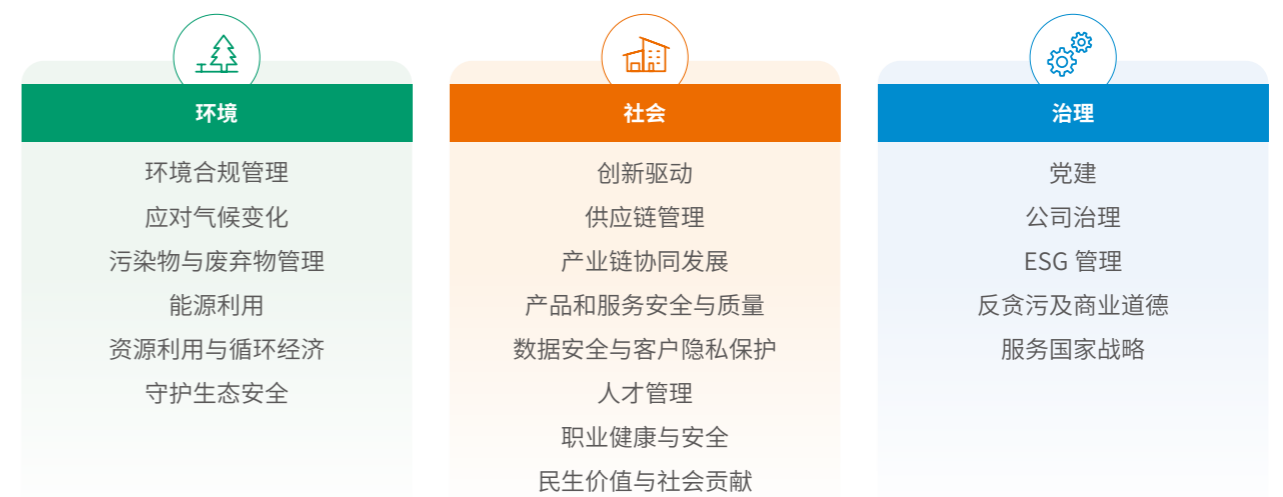 环境
环境合规管理
应对气候变化
污染物与废弃物管理
能源利用
资源利用与循环经济
守护生态安全
社会
创新驱动
供应链管理
产业链协同发展
产品和服务安全与质量
数据安全与客户隐私保护
人才管理
职业健康与安全
民生价值与社会贡献
治理
党建
公司治理
ESG 管理
反贪污及商业道德
服务国家战略